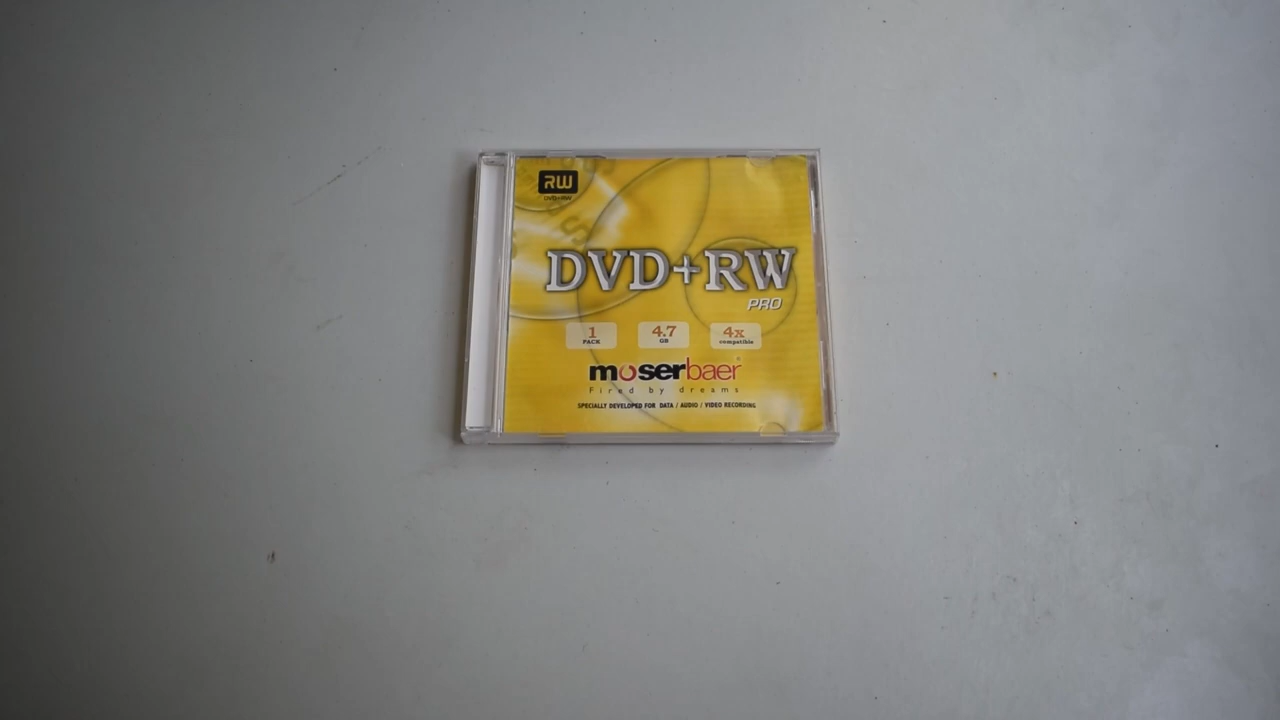 RW
DVD+RW
DVD+RW
PRO
1 PACK
4.7 GB
4x compatible
moserbaer
Fired by dreams
SPECIALLY DEVELOPED FOR DATA / AUDIO / VIDEO RECORDING